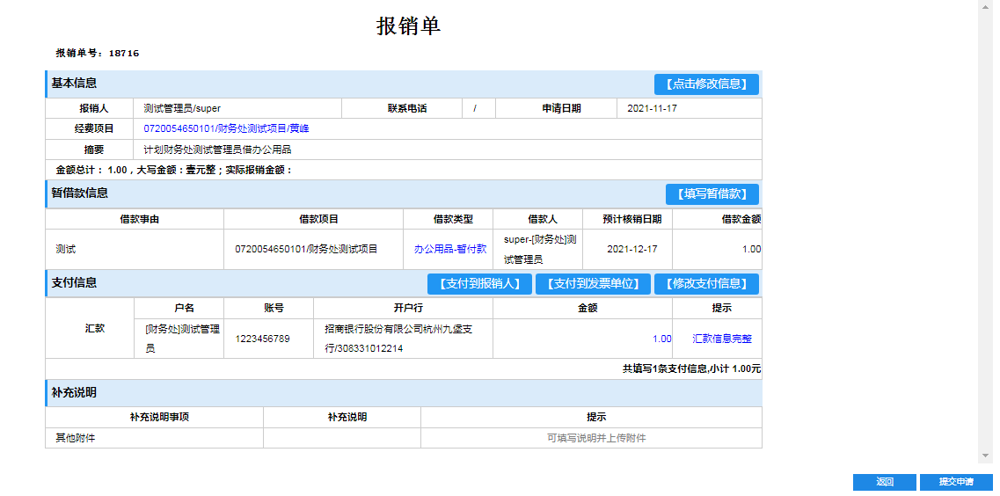 报销单
报销单号：18716
基本信息
【点击修改信息】
报销人 测试管理员/super 联系电话 / 申请日期 2021-11-17
经费项目 0720054650101/财务处测试项目/黄峰
摘要 计划财务处测试管理员借办公用品
金额总计： 1.00，大写金额：壹元整；实际报销金额：
暂借款信息
【填写暂借款】
借款事由 借款项目 借款类型 借款人 预计核销日期 借款金额
测试 0720054650101/财务处测试项目 办公用品-暂付款 super-[财务处]测 2021-12-17 1.00
试管理员
支付信息
【支付到报销人】 【支付到发票单位】 【修改支付信息】
户名 账号 开户行 金额 提示
汇款 [财务处]测试管理 1223456789 招商银行股份有限公司杭州九堡支 1.00 汇款信息完整
员 行/308331012214
共填写1条支付信息,小计 1.00元
补充说明
补充说明事项 补充说明 提示
其他附件 可填写说明并上传附件
返回 提交申请